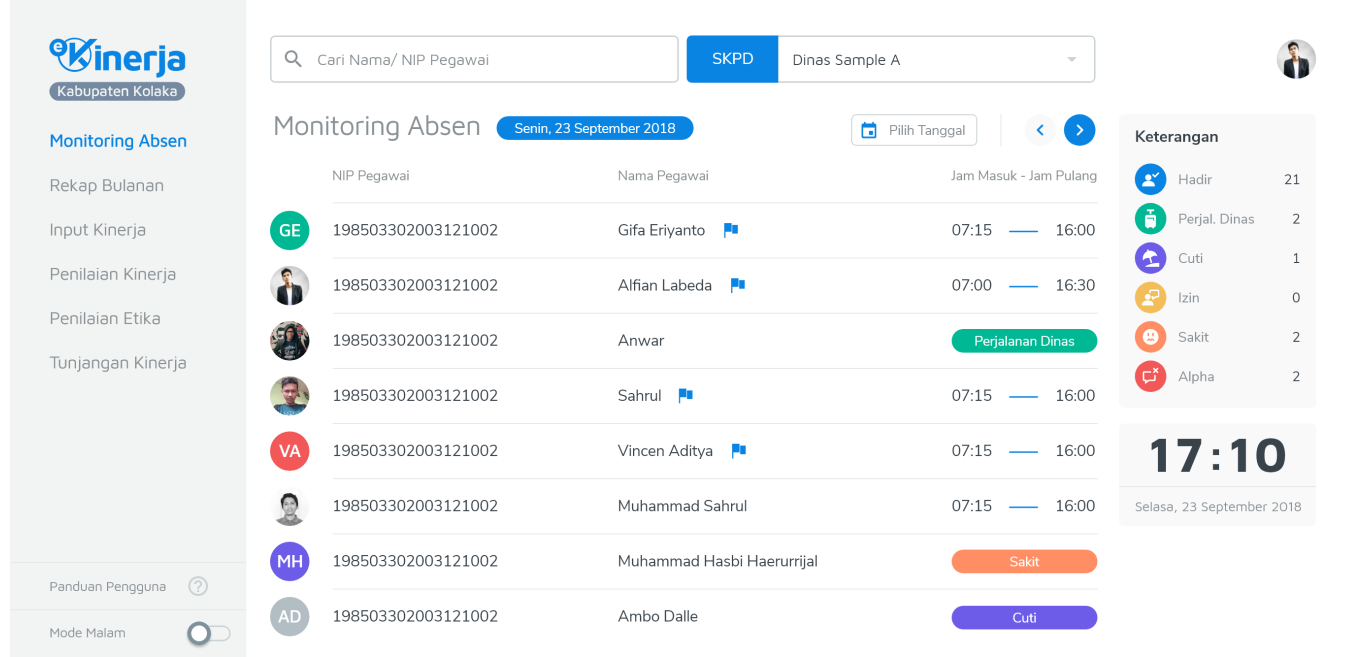 eKinerja
Kabupaten Kolaka
Monitoring Absen
Rekap Bulanan
Input Kinerja
Penilaian Kinerja
Penilaian Etika
Tunjangan Kinerja
Panduan Pengguna ?
Mode Malam
Cari Nama/ NIP Pegawai
SKPD Dinas Sample A
Monitoring Absen Senin, 23 September 2018 Pilih Tanggal
NIP Pegawai Nama Pegawai Jam Masuk - Jam Pulang
GE 198503302003121002 Gifa Eriyanto 07:15 16:00
198503302003121002 Alfian Labeda 07:00 16:30
198503302003121002 Anwar Perjalanan Dinas
198503302003121002 Sahrul 07:15 16:00
VA 198503302003121002 Vincen Aditya 07:15 16:00
198503302003121002 Muhammad Sahrul 07:15 16:00
MH 198503302003121002 Muhammad Hasbi Haerurrijal Sakit
AD 198503302003121002 Ambo Dalle Cuti
Keterangan
Hadir 21
Perjal. Dinas 2
Cuti 1
Izin 0
Sakit 2
Alpha 2
17:10
Selasa, 23 September 2018